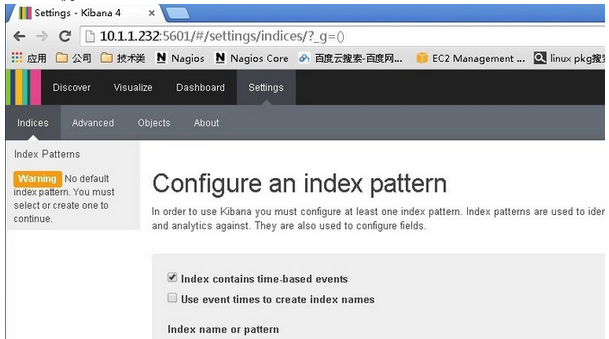 Settings - Kibana 4
10.1.1.232:5601/#/settings/indices/?_g=()
应用 公司 技术类 Nagios Nagios Core 百度云搜索-百度网... EC2 Management ... linux pkg搜
Discover Visualize Dashboard Settings
Indices Advanced Objects About
Index Patterns
Warning No default
index pattern. You must
select or create one to
continue.
Configure an index pattern
In order to use Kibana you must configure at least one index pattern. Index patterns are used to iden
and analytics against. They are also used to configure fields.
Index contains time-based events
Use event times to create index names
Index name or pattern